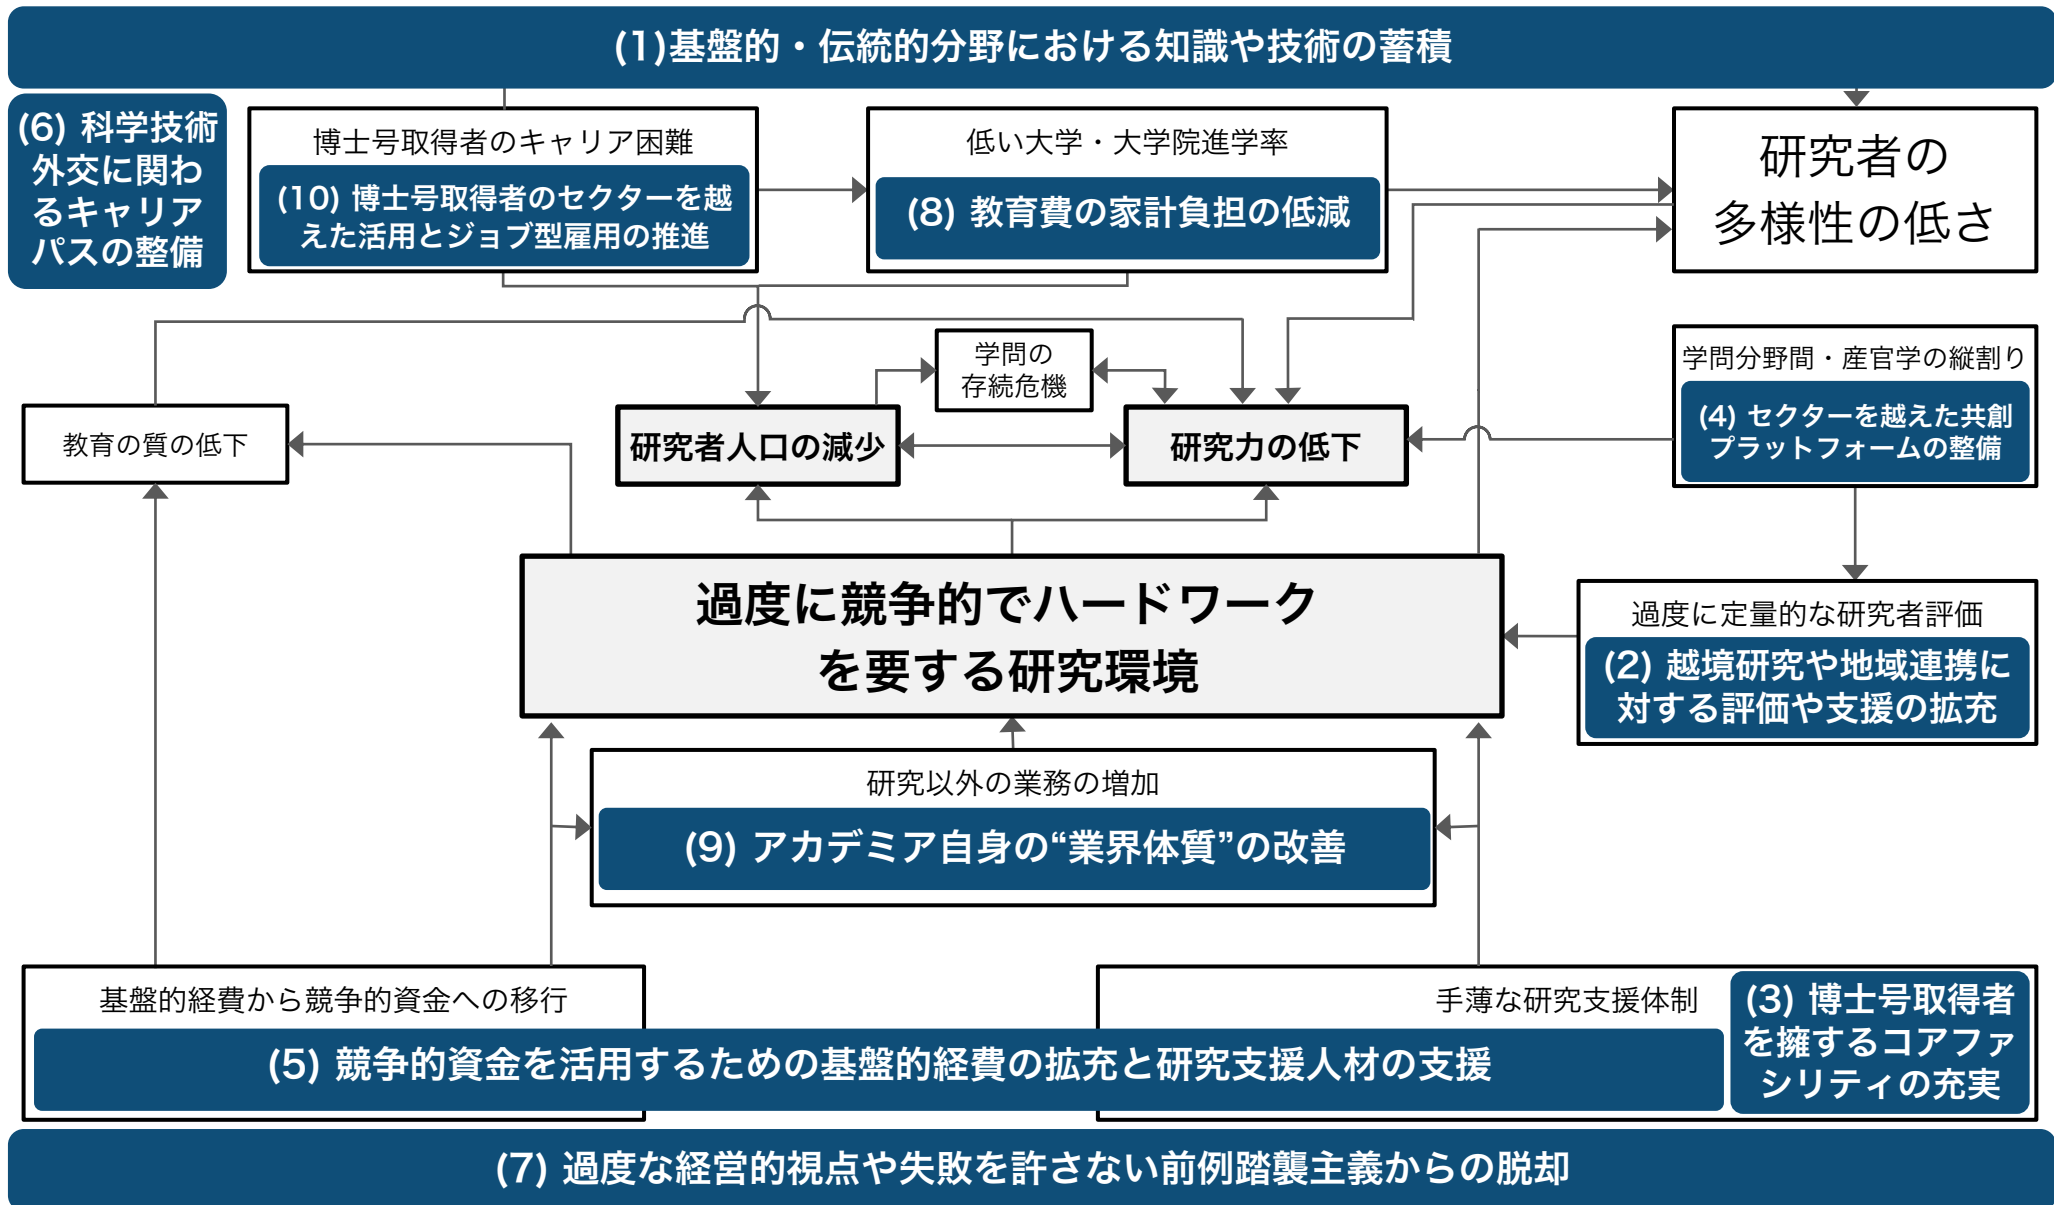 (1)基盤的・伝統的分野における知識や技術の蓄積
(6) 科学技術
外交に関わ
るキャリア
パスの整備
博士号取得者のキャリア困難
(10) 博士号取得者のセクターを越
えた活用とジョブ型雇用の推進
低い大学・大学院進学率
(8) 教育費の家計負担の低減
研究者の
多様性の低さ
学問の
存続危機
学問分野間・産官学の縦割り
(4) セクターを越えた共創
プラットフォームの整備
教育の質の低下
研究者人口の減少
研究力の低下
過度に競争的でハードワーク
を要する研究環境
過度に定量的な研究者評価
(2) 越境研究や地域連携に
対する評価や支援の拡充
研究以外の業務の増加
(9) アカデミア自身の“業界体質”の改善
基盤的経費から競争的資金への移行
手薄な研究支援体制
(3) 博士号取得者
を擁するコアファ
シリティの充実
(5) 競争的資金を活用するための基盤的経費の拡充と研究支援人材の支援
(7) 過度な経営的視点や失敗を許さない前例踏襲主義からの脱却